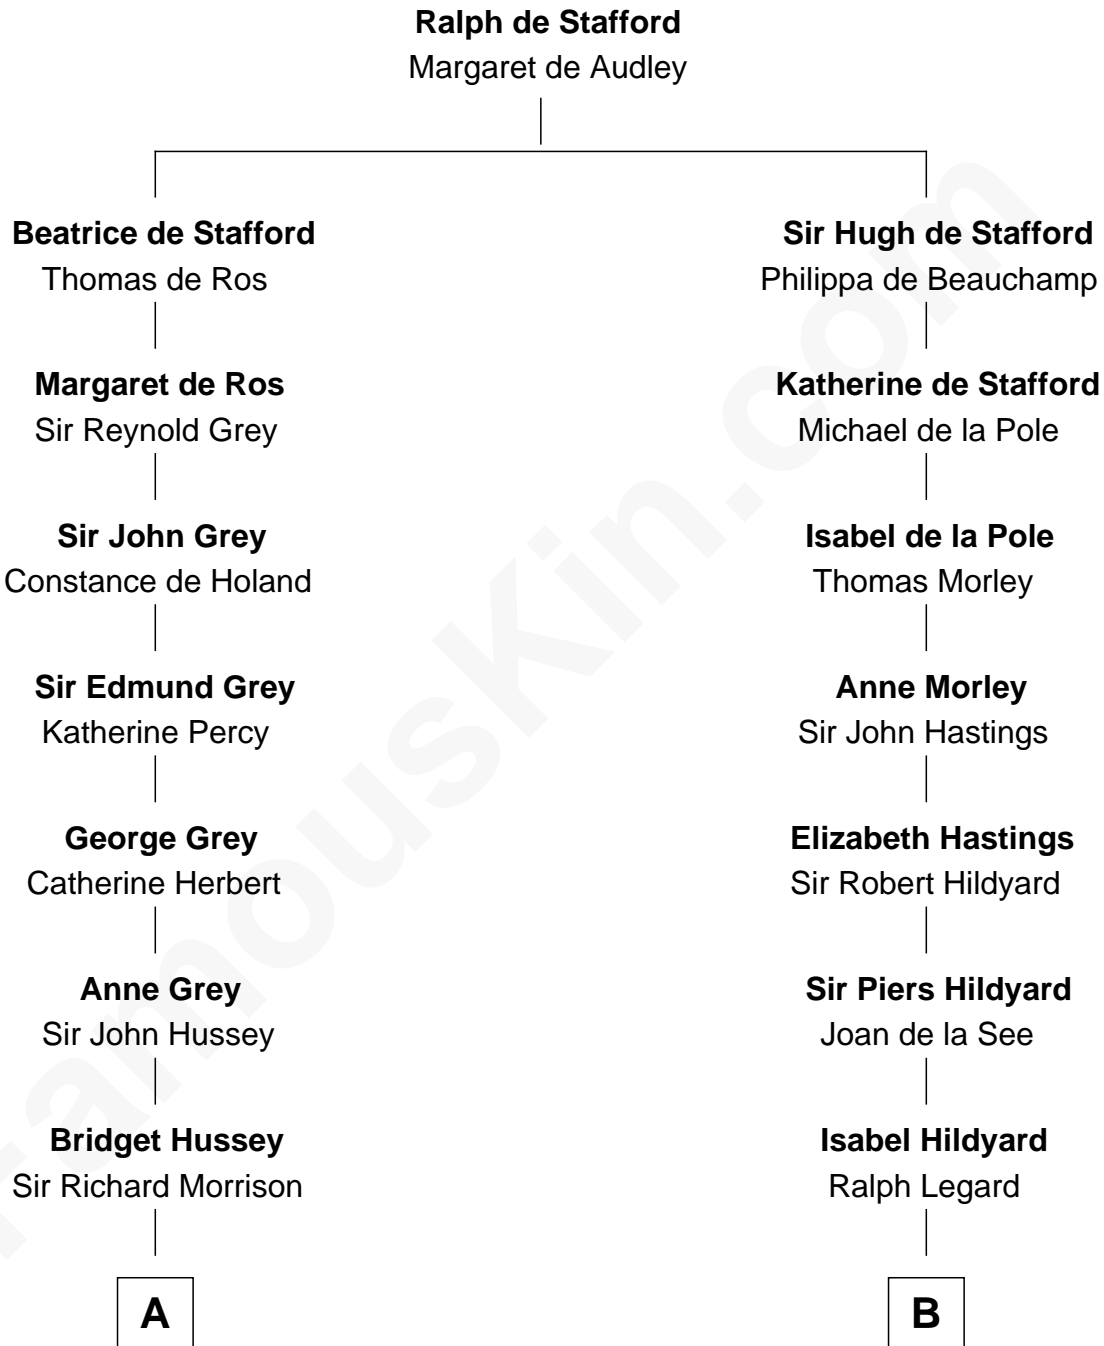 Ralph de Stafford
Margaret de Audley
Beatrice de Stafford
Thomas de Ros
Sir Hugh de Stafford
Philippa de Beauchamp
Margaret de Ros
Sir Reynold Grey
Katherine de Stafford
Michael de la Pole
Sir John Grey
Constance de Holand
Isabel de la Pole
Thomas Morley
Sir Edmund Grey
Katherine Percy
Anne Morley
Sir John Hastings
George Grey
Catherine Herbert
Elizabeth Hastings
Sir Robert Hildyard
Anne Grey
Sir John Hussey
Sir Piers Hildyard
Joan de la See
Bridget Hussey
Sir Richard Morrison
Isabel Hildyard
Ralph Legard
A
B
FamousKin.com